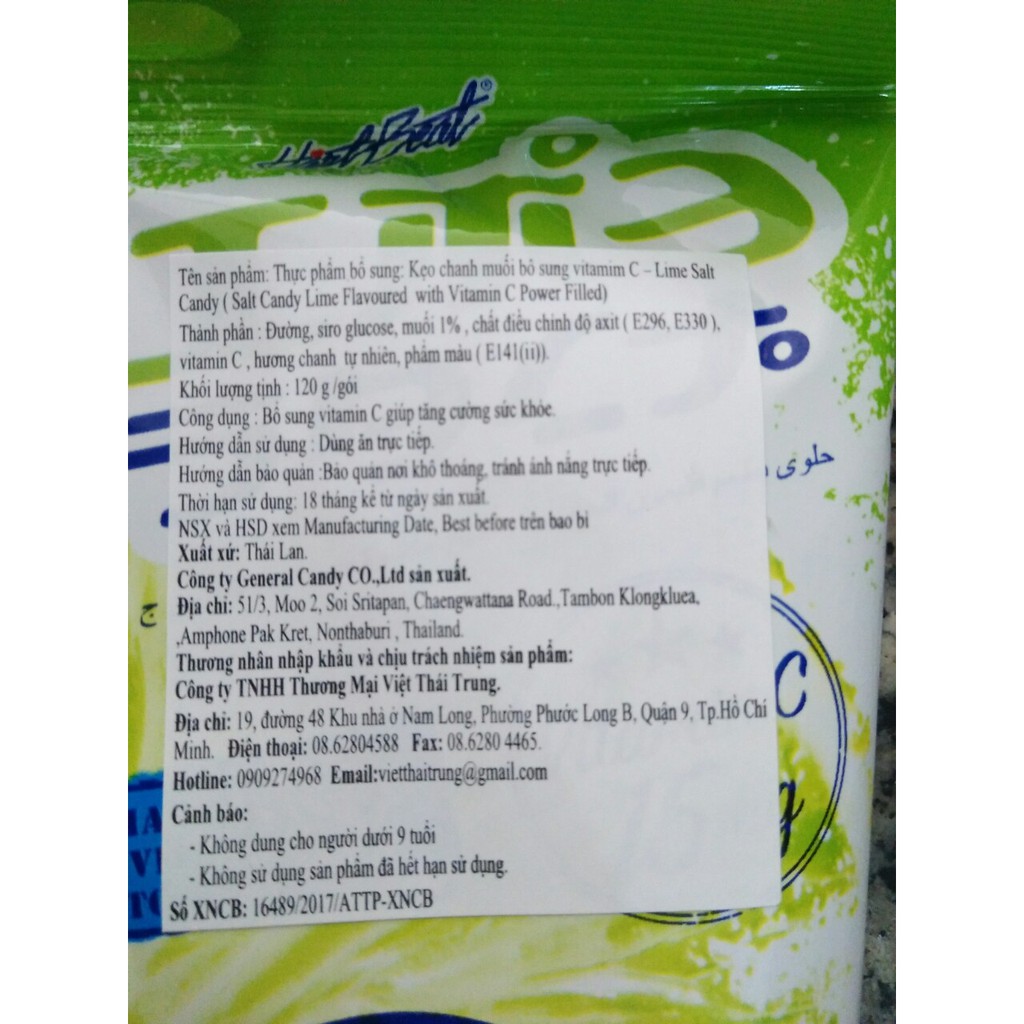 HartBeat®
Tên sản phẩm: Thực phẩm bổ sung: Kẹo chanh muối bổ sung vitamim C – Lime Salt
Candy ( Salt Candy Lime Flavoured with Vitamin C Power Filled)
Thành phần : Đường, siro glucose, muối 1% , chất điều chỉnh độ axit ( E296, E330 ),
vitamin C , hương chanh tự nhiên, phẩm màu ( E141(ii)).
Khối lượng tịnh : 120 g /gói
Công dụng : Bổ sung vitamin C giúp tăng cường sức khỏe.
Hướng dẫn sử dụng : Dùng ăn trực tiếp.
Hướng dẫn bảo quản :Bảo quản nơi khô thoáng, tránh ánh nắng trực tiếp.
Thời hạn sử dụng: 18 tháng kể từ ngày sản xuất.
NSX và HSD xem Manufacturing Date, Best before trên bao bì
Xuất xứ: Thái Lan.
Công ty General Candy CO.,Ltd sản xuất.
Địa chỉ: 51/3, Moo 2, Soi Sritapan, Chaengwattana Road.,Tambon Klongkluea,
,Amphone Pak Kret, Nonthaburi , Thailand.
Thương nhân nhập khẩu và chịu trách nhiệm sản phẩm:
Công ty TNHH Thương Mại Việt Thái Trung.
Địa chỉ: 19, đường 48 Khu nhà ở Nam Long, Phường Phước Long B, Quận 9, Tp.Hồ Chí
Minh. Điện thoại: 08.62804588 Fax: 08.6280 4465.
Hotline: 0909274968 Email:vietthaitrung@gmail.com
Cảnh báo:
- Không dung cho người dưới 9 tuổi
- Không sử dụng sản phẩm đã hết hạn sử dụng.
Số XNCB: 16489/2017/ATTP-XNCB
حلوى
C
g